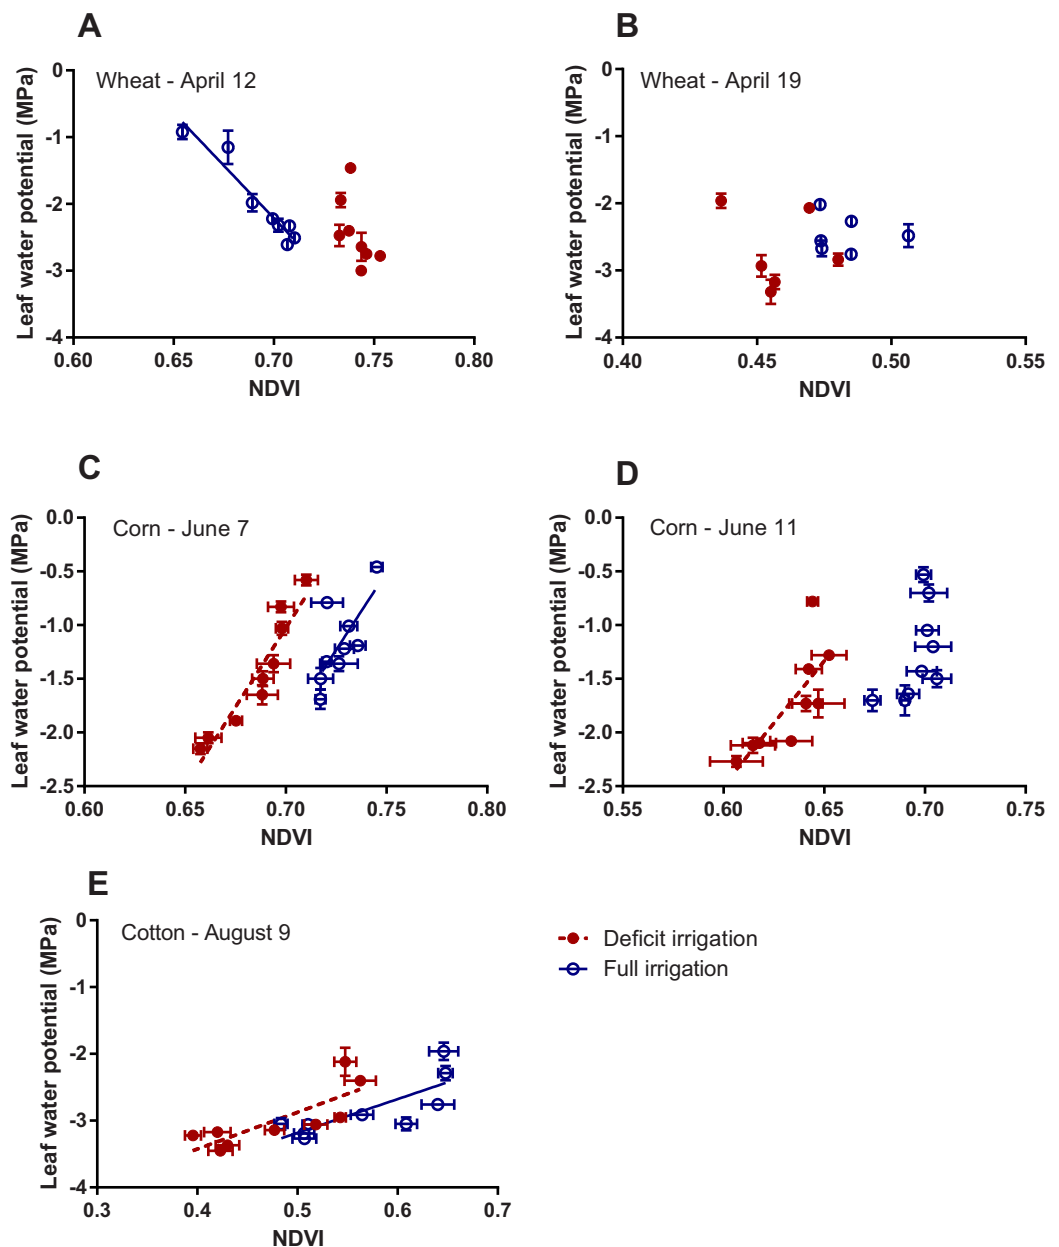 A
B
Wheat - April 12
Wheat - April 19
Leaf water potential (MPa)
0
-1
-2
-3
-4
0.60 0.65 0.70 0.75 0.80
NDVI
Leaf water potential (MPa)
0
-1
-2
-3
-4
0.40 0.45 0.50 0.55
NDVI
C
D
Corn - June 7
Corn - June 11
Leaf water potential (MPa)
0.0
-0.5
-1.0
-1.5
-2.0
-2.5
0.60 0.65 0.70 0.75 0.80
NDVI
Leaf water potential (MPa)
0.0
-0.5
-1.0
-1.5
-2.0
-2.5
0.55 0.60 0.65 0.70 0.75
NDVI
E
Cotton - August 9
Leaf water potential (MPa)
0
-1
-2
-3
-4
0.3 0.4 0.5 0.6 0.7
NDVI
Deficit irrigation
Full irrigation